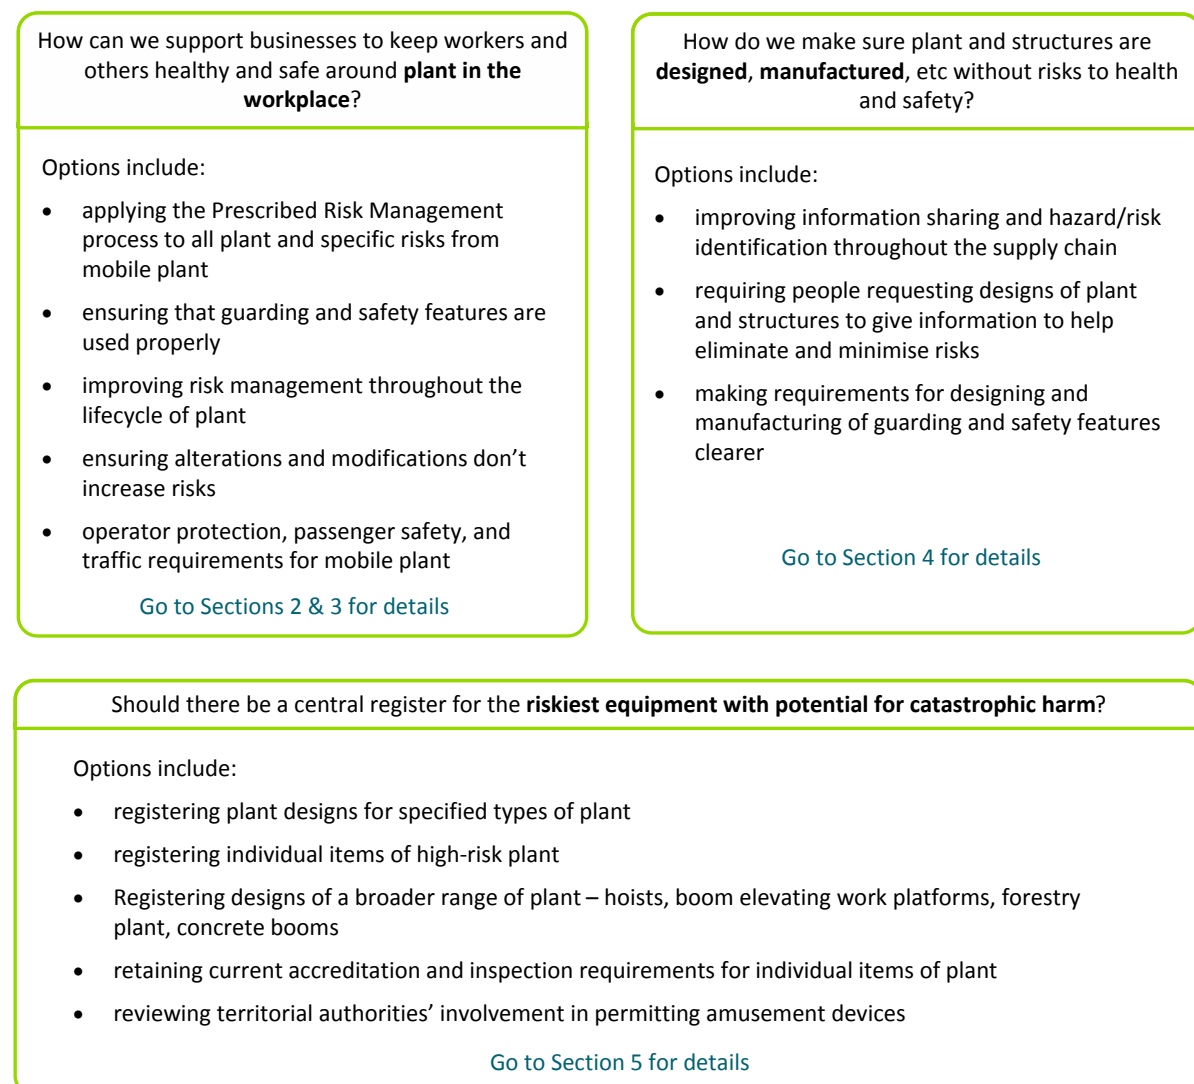 How can we support businesses to keep workers and
others healthy and safe around plant in the
workplace?
Options include:
• applying the Prescribed Risk Management
process to all plant and specific risks from
mobile plant
• ensuring that guarding and safety features are
used properly
• improving risk management throughout the
lifecycle of plant
• ensuring alterations and modifications don’t
increase risks
• operator protection, passenger safety, and
traffic requirements for mobile plant
Go to Sections 2 & 3 for details
How do we make sure plant and structures are
designed, manufactured, etc without risks to health
and safety?
Options include:
• improving information sharing and hazard/risk
identification throughout the supply chain
• requiring people requesting designs of plant
and structures to give information to help
eliminate and minimise risks
• making requirements for designing and
manufacturing of guarding and safety features
clearer
Go to Section 4 for details
Should there be a central register for the riskiest equipment with potential for catastrophic harm?
Options include:
• registering plant designs for specified types of plant
• registering individual items of high-risk plant
• Registering designs of a broader range of plant – hoists, boom elevating work platforms, forestry
plant, concrete booms
• retaining current accreditation and inspection requirements for individual items of plant
• reviewing territorial authorities’ involvement in permitting amusement devices
Go to Section 5 for details